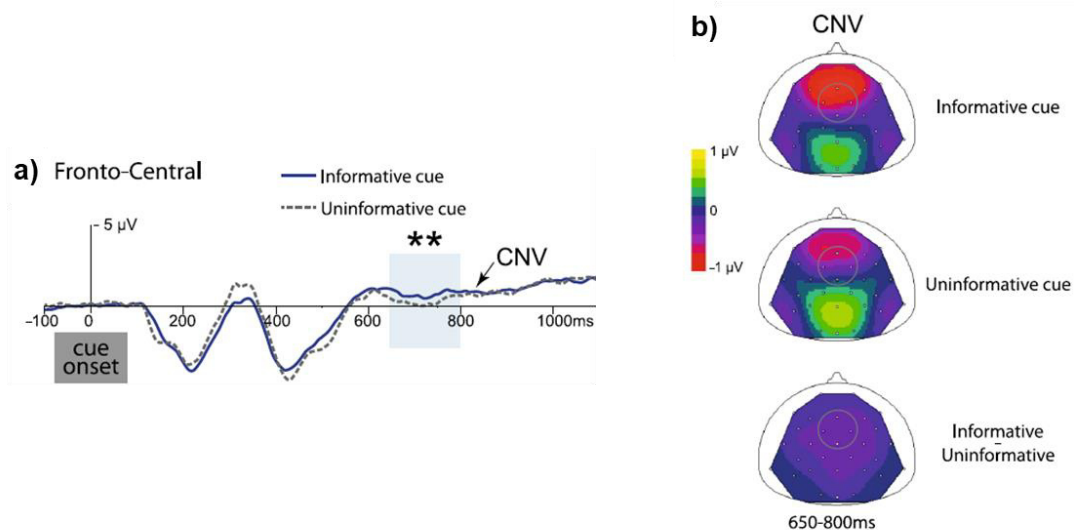 a) Fronto-Central
Informative cue
Uninformative cue
- 5 µV
**
CNV
-100 0 200 400 600 800 1000ms
cue
onset
b)
CNV
Informative cue
1 µV
0
-1 µV
Uninformative cue
Informative
-
Uninformative
650-800ms